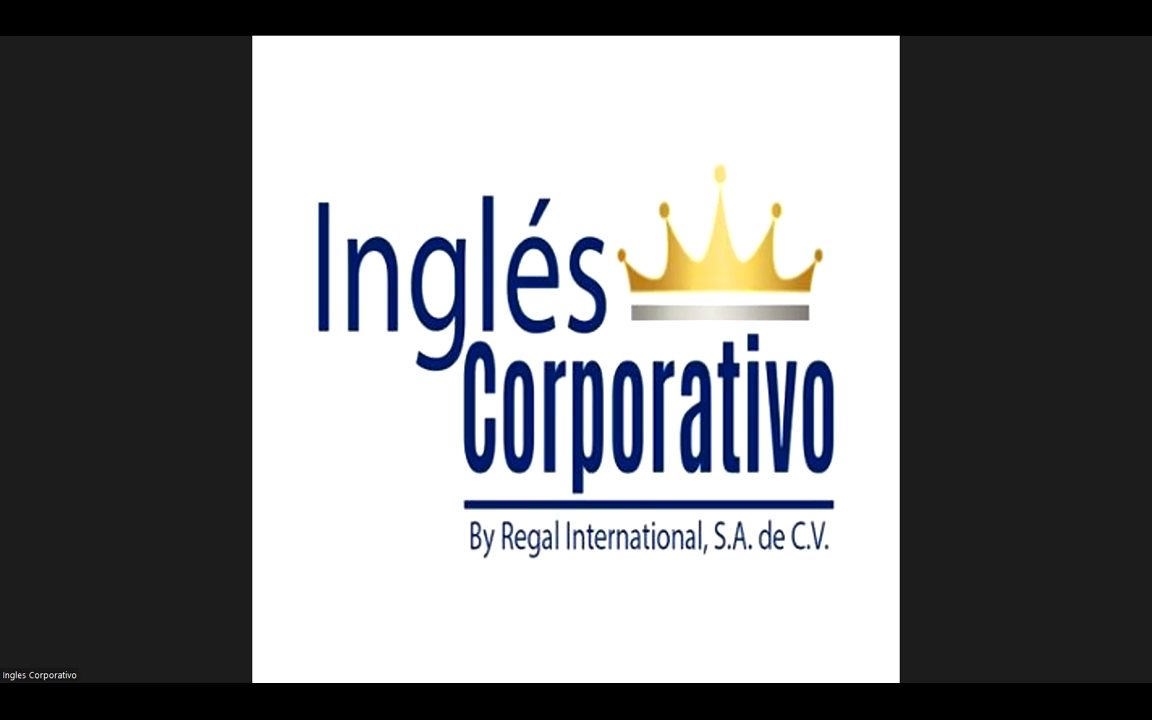 Inglés
Corporativo
By Regal International, S.A. de C.V.
Ingles Corporativo